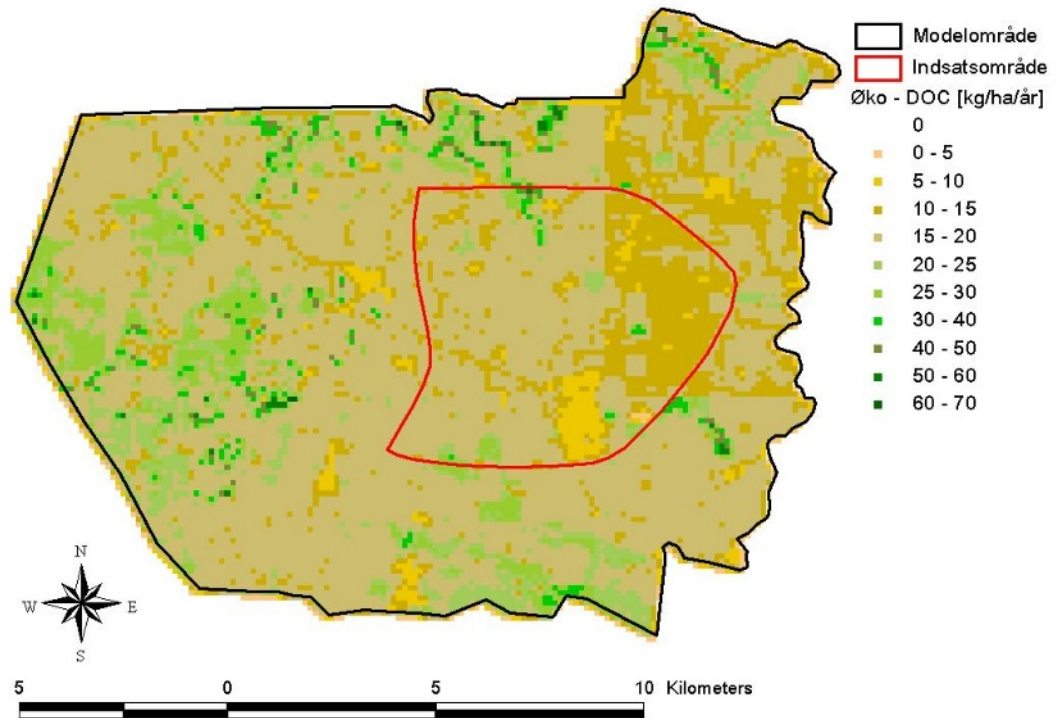 Modelområde
Indsatsområde
Øko - DOC [kg/ha/år]
0
0 - 5
5 - 10
10 - 15
15 - 20
20 - 25
25 - 30
30 - 40
40 - 50
50 - 60
60 - 70
N
W E
S
5 0 5 10 Kilometers